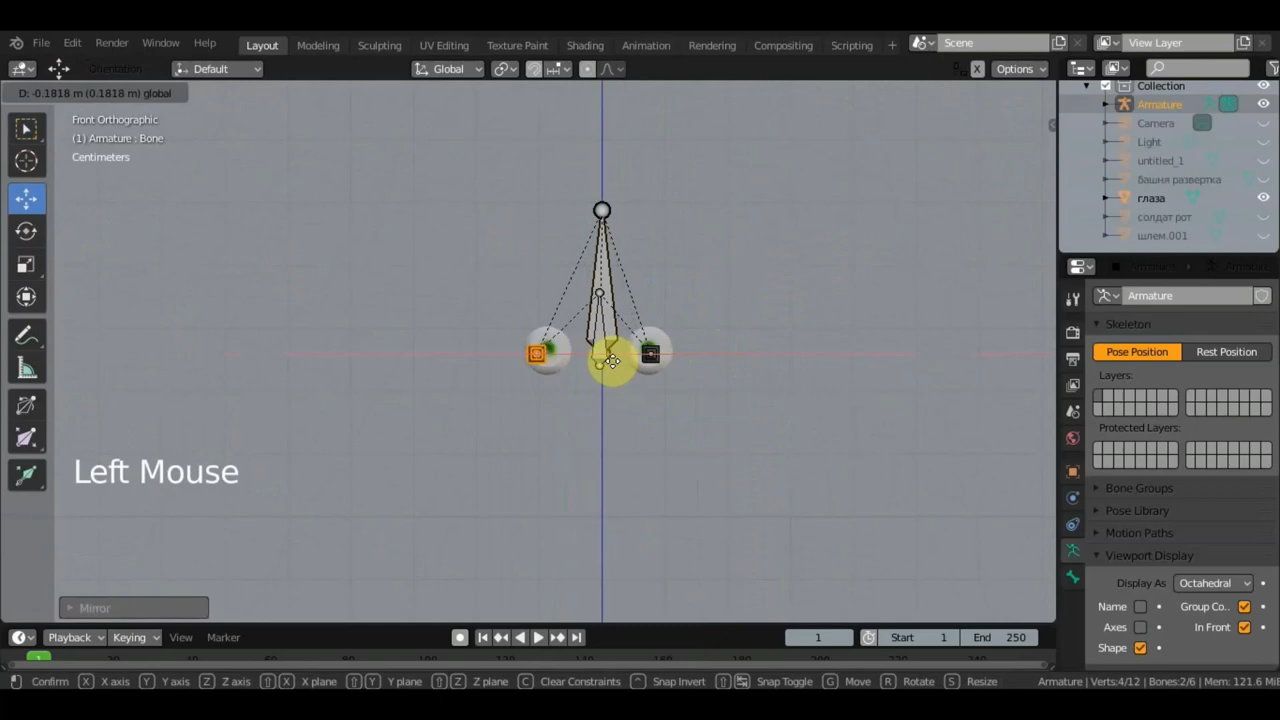 File Edit Render Window Help Layout Modeling Sculpting UV Editing Texture Paint Shading Animation Rendering Compositing Scripting + Scene View Layer
Orientation: Default Global X Options
D: -0.1818 m (0.1818 m) global
Front Orthographic
(1) Armature : Bone
Centimeters
Collection
Armature
Camera
Light
untitled_1
башня развертка
глаза
солдат рот
шлем.001
Armature
Skeleton
Pose Position Rest Position
Layers:
Protected Layers:
Bone Groups
Pose Library
Motion Paths
Viewport Display
Display As Octahedral
Name Group Co..
Axes In Front
Shape
Left Mouse
Mirror
Playback Keying View Marker 1 Start 1 End 250
1
Confirm X X axis Y Y axis Z Z axis X X plane Y Y plane Z Z plane C Clear Constraints Snap Invert Snap Toggle G Move R Rotate S Resize Armature | Verts:4/12 | Bones:2/6 | Mem: 121.6 Mi